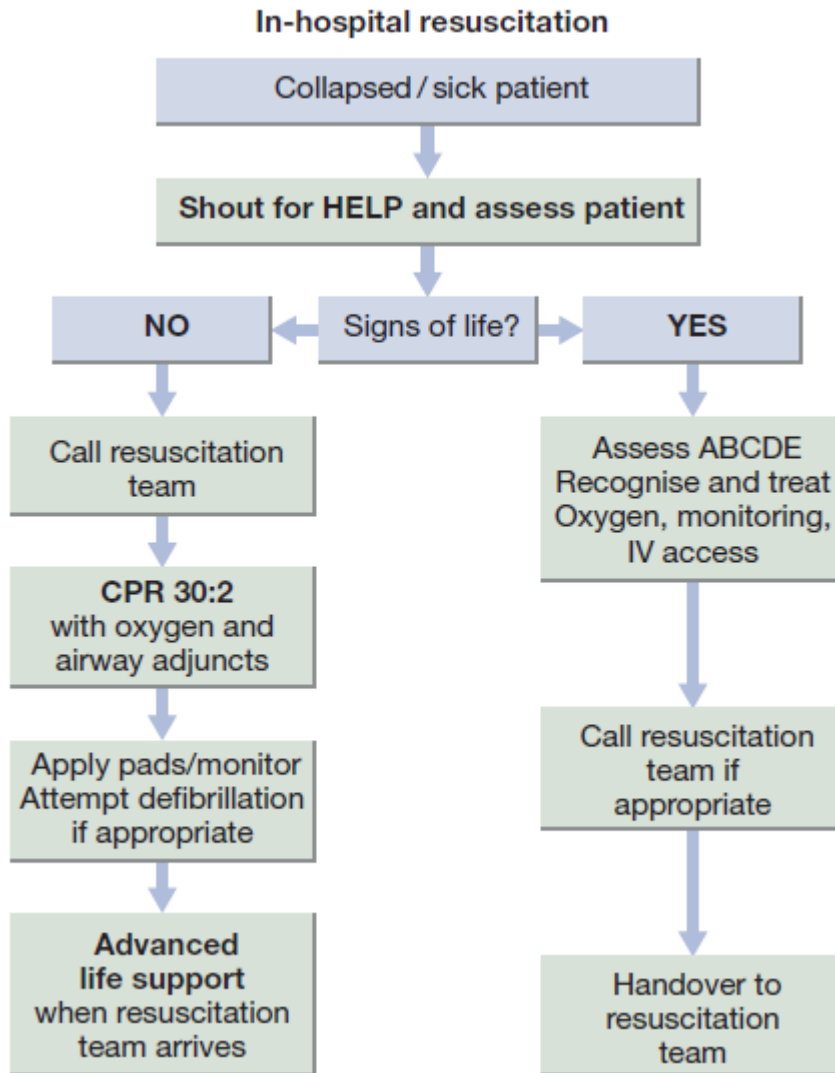 In-hospital resuscitation
Collapsed / sick patient
Shout for HELP and assess patient
NO
Signs of life?
YES
Call resuscitation
team
CPR 30:2
with oxygen and
airway adjuncts
Apply pads/monitor
Attempt defibrillation
if appropriate
Advanced
life support
when resuscitation
team arrives
Assess ABCDE
Recognise and treat
Oxygen, monitoring,
IV access
Call resuscitation
team if
appropriate
Handover to
resuscitation
team